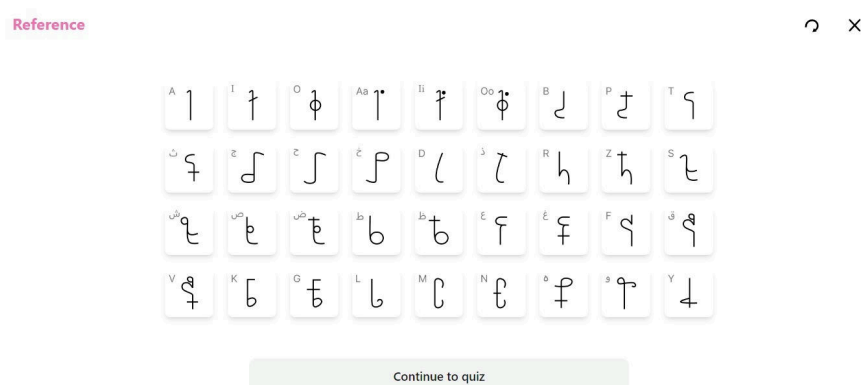 Reference
A I O Aa Ii Oo B P T
ث ج ح خ D ذ R Z S
ش ص ض ط ظ ع غ F ق
V K G L M N ه و Y
Continue to quiz